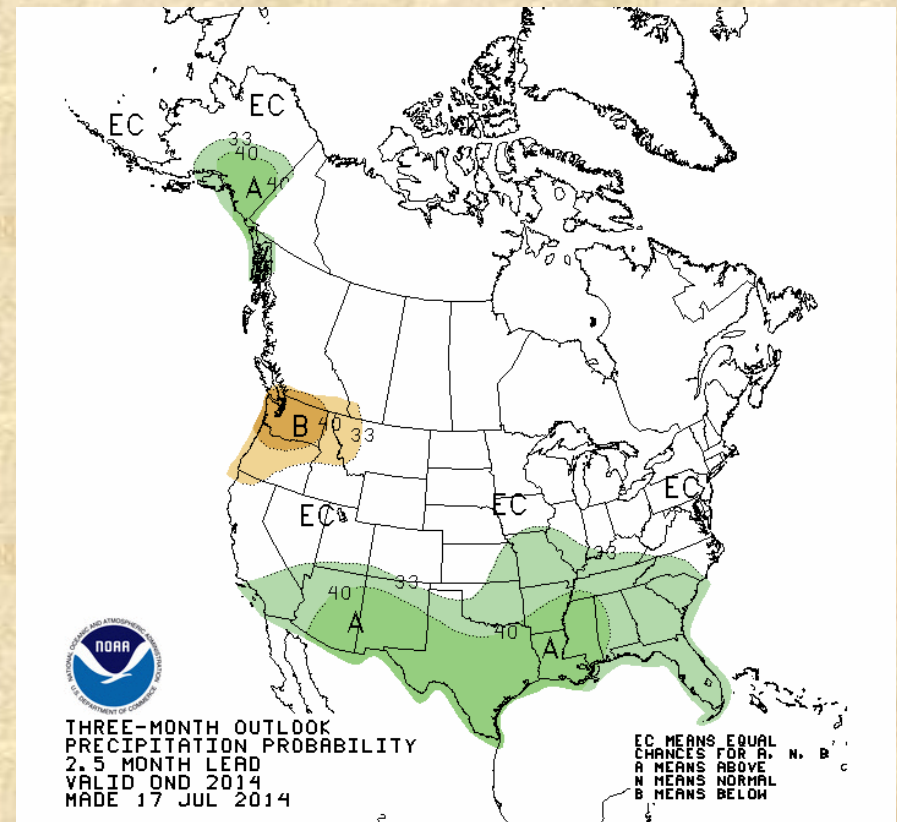 EC
EC
33
40
A 40
B 40
33
EC
EC
EC
33
33
40
A
40
A
NOAA
NATIONAL OCEANIC AND ATMOSPHERIC ADMINISTRATION
U.S. DEPARTMENT OF COMMERCE
THREE-MONTH OUTLOOK
PRECIPITATION PROBABILITY
2.5 MONTH LEAD
VALID OND 2014
MADE 17 JUL 2014
EC MEANS EQUAL
CHANCES FOR A, N, B
A MEANS ABOVE
N MEANS NORMAL
B MEANS BELOW